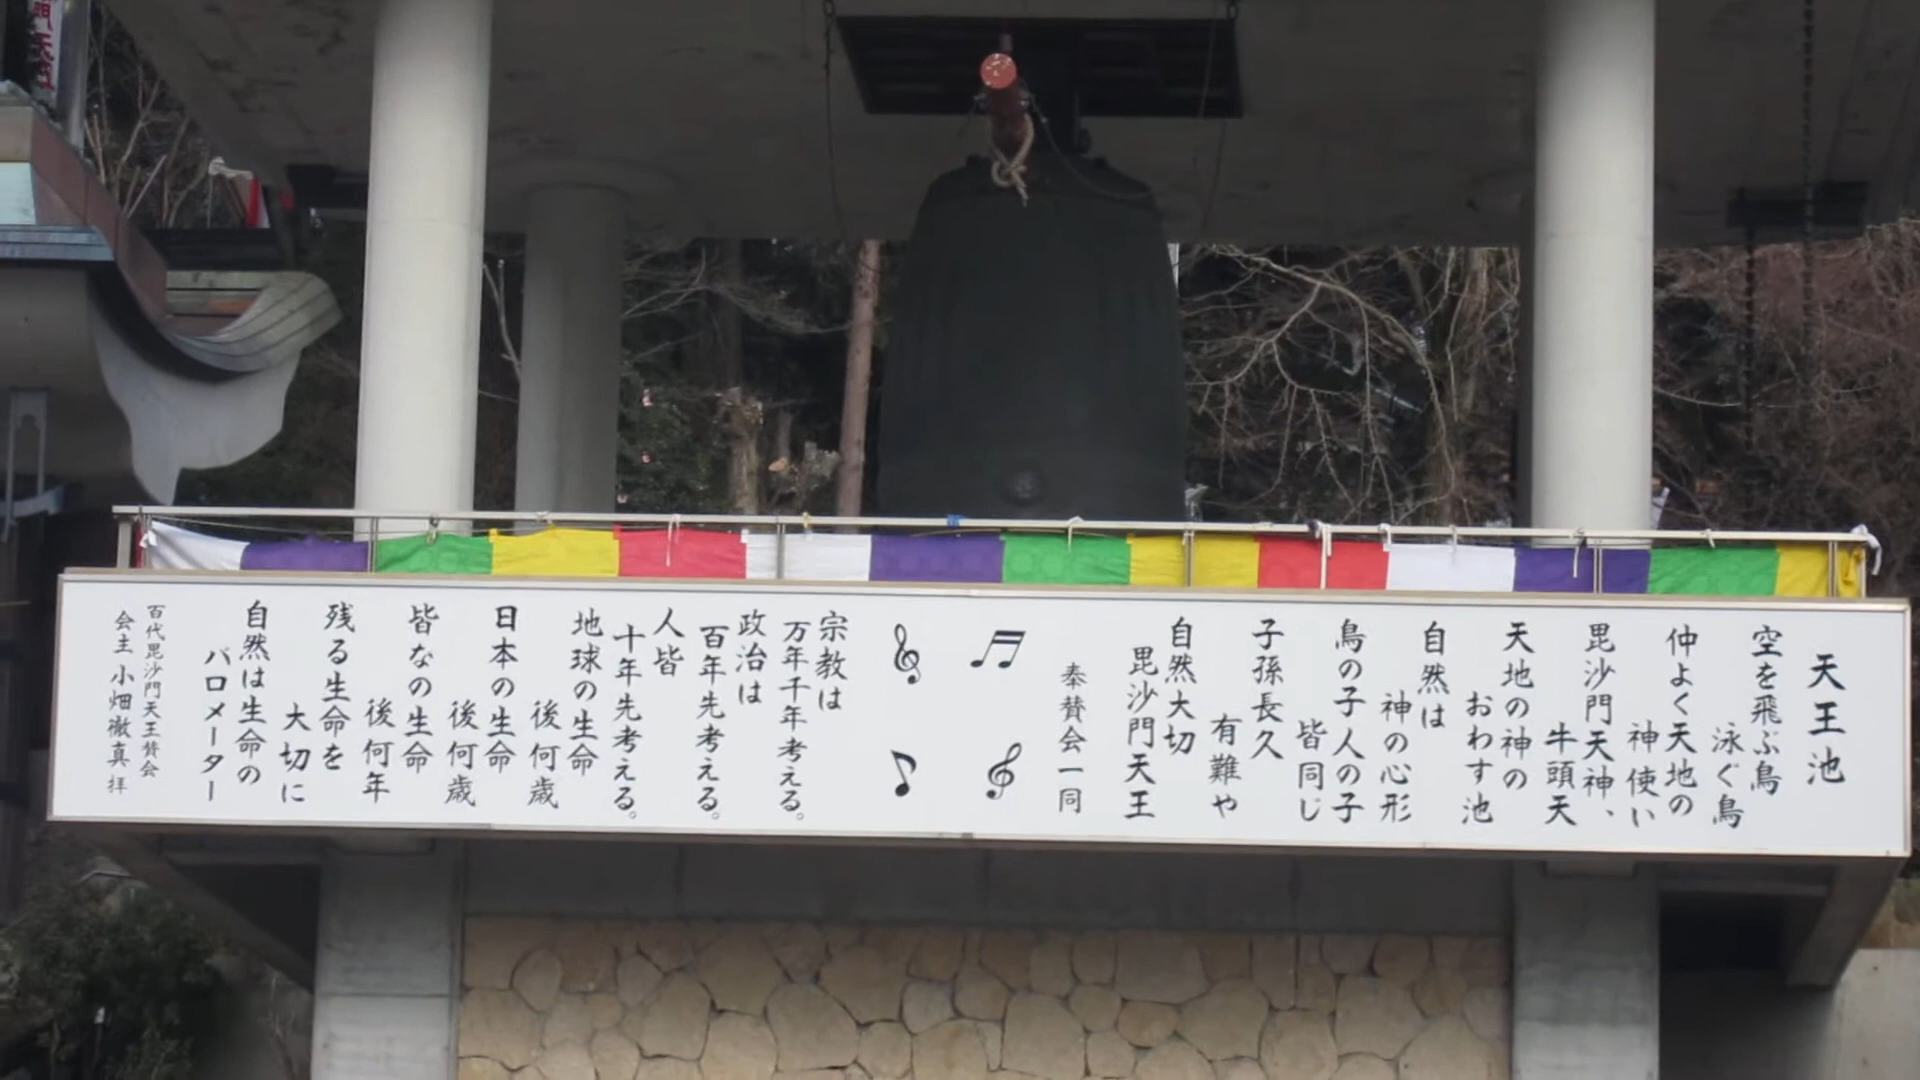 天王池
空を飛ぶ鳥
泳ぐ鳥
仲よく天地の
神使い
毘沙門天神、
牛頭天
天地の神の
おわす池
自然は
神の心形
鳥の子人の子
皆同じ
子孫長久
有難や
自然大切
毘沙門天王
奉賛会一同
宗教は
万年千年考える。
政治は
百年先考える。
人皆
十年先考える。
地球の生命
後何歳
日本の生命
後何歳
皆なの生命
後何年
残る生命を
大切に
自然は生命の
バロメーター
百代毘沙門天王賛会
会主 小畑徹真 拝